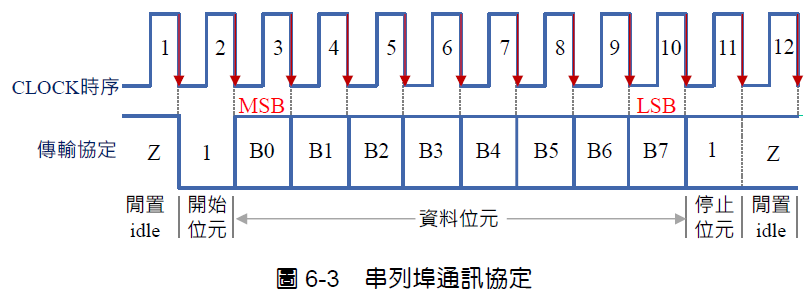 1 2 3 4 5 6 7 8 9 10 11 12
CLOCK時序
MSB LSB
傳輸協定 Z 1 B0 B1 B2 B3 B4 B5 B6 B7 1 Z
閒置 開始 資料位元 停止 閒置
idle 位元 位元 idle
圖 6-3 串列埠通訊協定